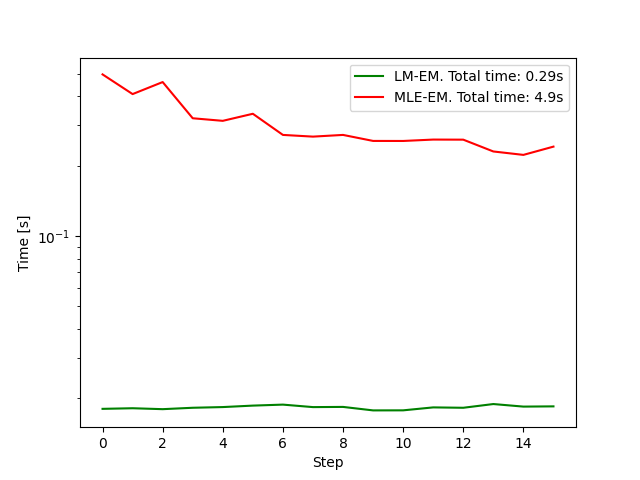 LM-EM. Total time: 0.29s
MLE-EM. Total time: 4.9s
Time [s]
10⁻¹
0 2 4 6 8 10 12 14
Step